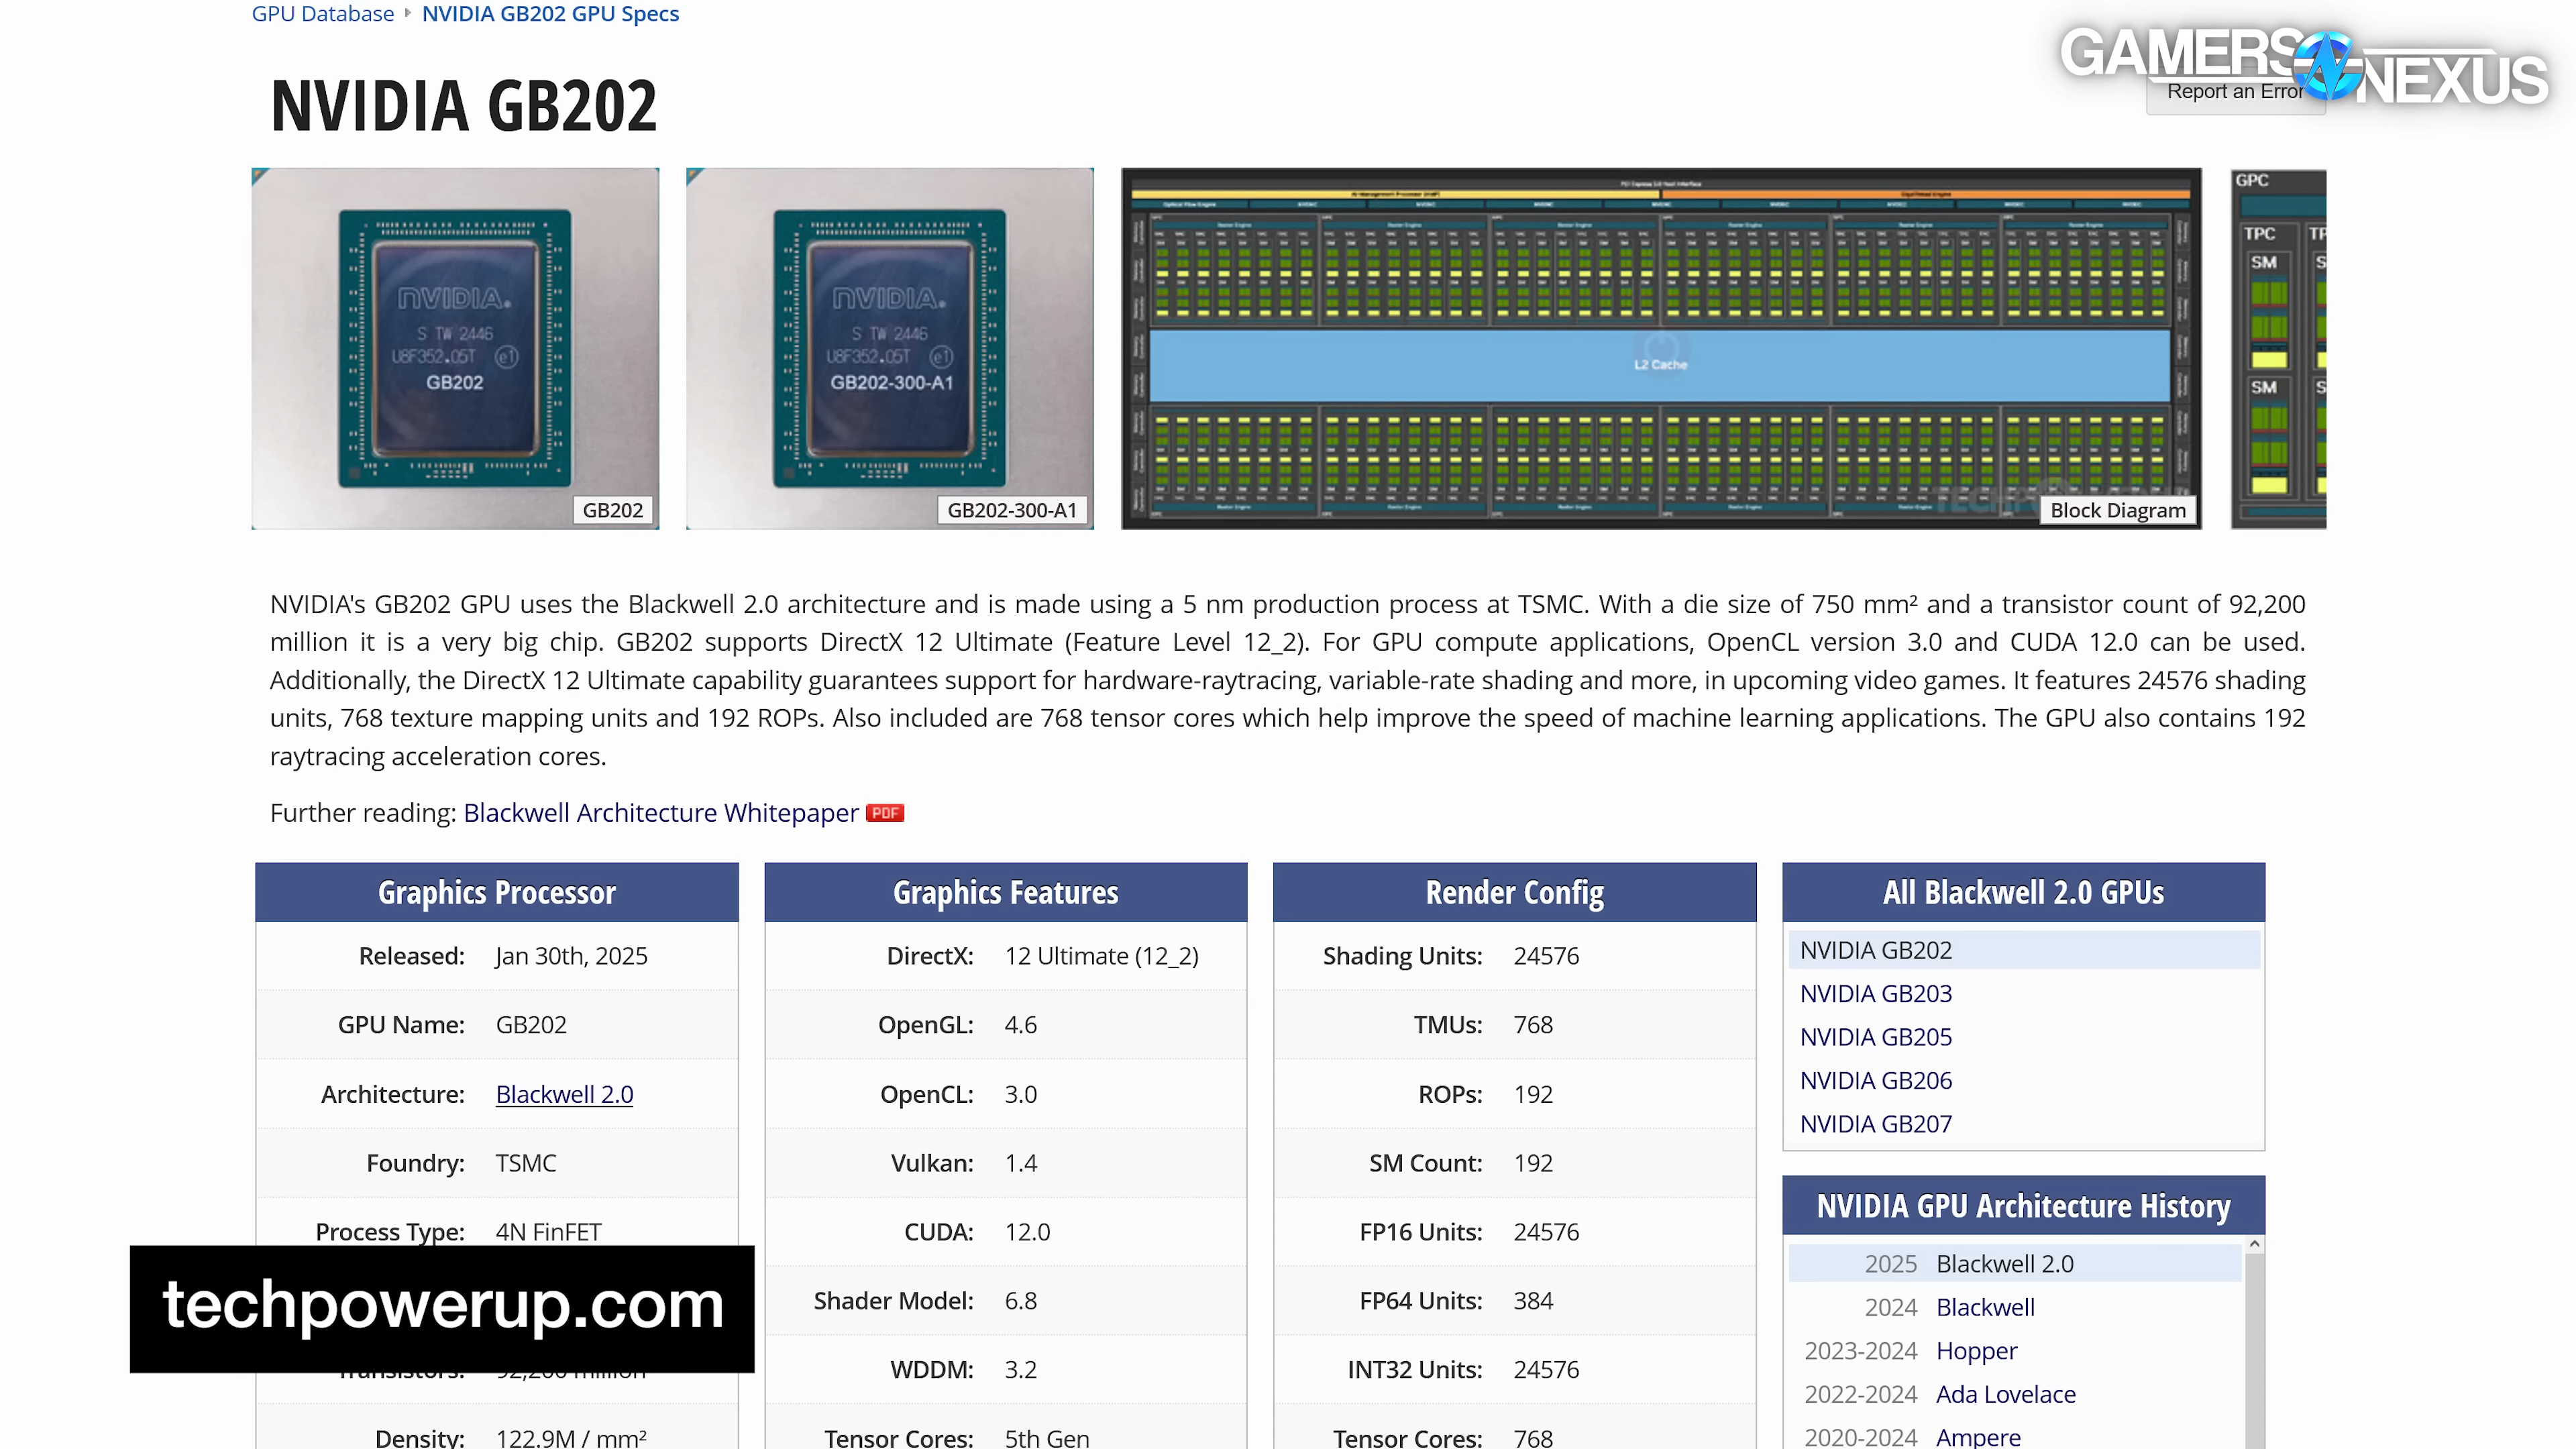 GPU Database
NVIDIA GB202 GPU Specs
GAMERS NEXUS
Report an Error
NVIDIA GB202
NVIDIA.
S TW 2446
U8F352.05T e1
GB202
GB202
NVIDIA.
S TW 2446
U8F352.05T e1
GB202-300-A1
GB202-300-A1
L2 Cache
Block Diagram
GPC
TPC
SM
SM
NVIDIA's GB202 GPU uses the Blackwell 2.0 architecture and is made using a 5 nm production process at TSMC. With a die size of 750 mm² and a transistor count of 92,200
million it is a very big chip. GB202 supports DirectX 12 Ultimate (Feature Level 12_2). For GPU compute applications, OpenCL version 3.0 and CUDA 12.0 can be used.
Additionally, the DirectX 12 Ultimate capability guarantees support for hardware-raytracing, variable-rate shading and more, in upcoming video games. It features 24576 shading
units, 768 texture mapping units and 192 ROPs. Also included are 768 tensor cores which help improve the speed of machine learning applications. The GPU also contains 192
raytracing acceleration cores.
Further reading: Blackwell Architecture Whitepaper PDF
Graphics Processor
Released: Jan 30th, 2025
GPU Name: GB202
Architecture: Blackwell 2.0
Foundry: TSMC
Process Type: 4N FinFET
techpowerup.com
Transistors: 92,200 million
Density: 122.9M / mm²
Graphics Features
DirectX: 12 Ultimate (12_2)
OpenGL: 4.6
OpenCL: 3.0
Vulkan: 1.4
CUDA: 12.0
Shader Model: 6.8
WDDM: 3.2
Tensor Cores: 5th Gen
Render Config
Shading Units: 24576
TMUs: 768
ROPs: 192
SM Count: 192
FP16 Units: 24576
FP64 Units: 384
INT32 Units: 24576
Tensor Cores: 768
All Blackwell 2.0 GPUs
NVIDIA GB202
NVIDIA GB203
NVIDIA GB205
NVIDIA GB206
NVIDIA GB207
NVIDIA GPU Architecture History
2025 Blackwell 2.0
2024 Blackwell
2023-2024 Hopper
2022-2024 Ada Lovelace
2020-2024 Ampere